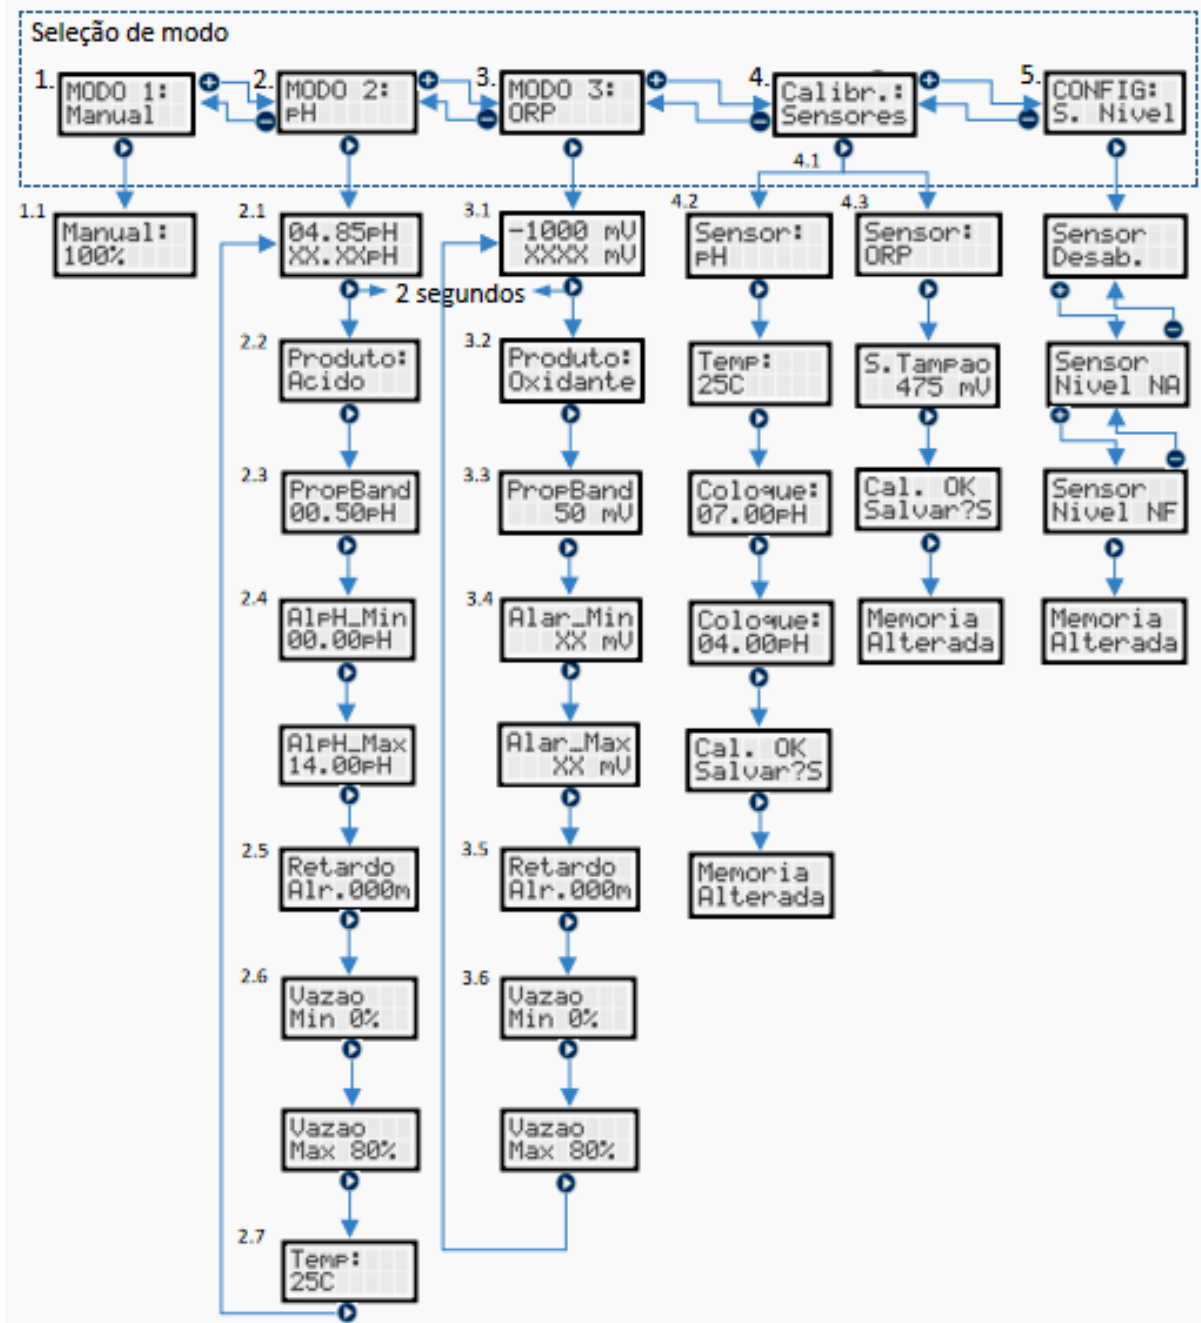 Seleção de modo
1.
MODO 1:
Manual
2.
MODO 2:
pH
3.
MODO 3:
ORP
4.
Calibr.:
Sensores
5.
CONFIG:
S. Nivel
4.1
1.1
Manual:
100%
2.1
04.85pH
XX.XXpH
2 segundos
2.2
Produto:
Acido
2.3
PropBand
00.50pH
2.4
AlpH_Min
00.00pH
AlpH_Max
14.00pH
2.5
Retardo
Alr.000m
2.6
Vazao
Min 0%
Vazao
Max 80%
2.7
Temp:
25C
3.1
-1000 mV
XXXX mV
3.2
Produto:
Oxidante
3.3
PropBand
50 mV
3.4
Alar_Min
XX mV
Alar_Max
XX mV
3.5
Retardo
Alr.000m
3.6
Vazao
Min 0%
Vazao
Max 80%
4.2
Sensor:
pH
Temp:
25C
Coloque:
07.00pH
Coloque:
04.00pH
Cal. OK
Salvar?S
Memoria
Alterada
4.3
Sensor:
ORP
S.Tampao
475 mV
Cal. OK
Salvar?S
Memoria
Alterada
Sensor
Desab.
Sensor
Nivel NA
Sensor
Nivel NF
Memoria
Alterada